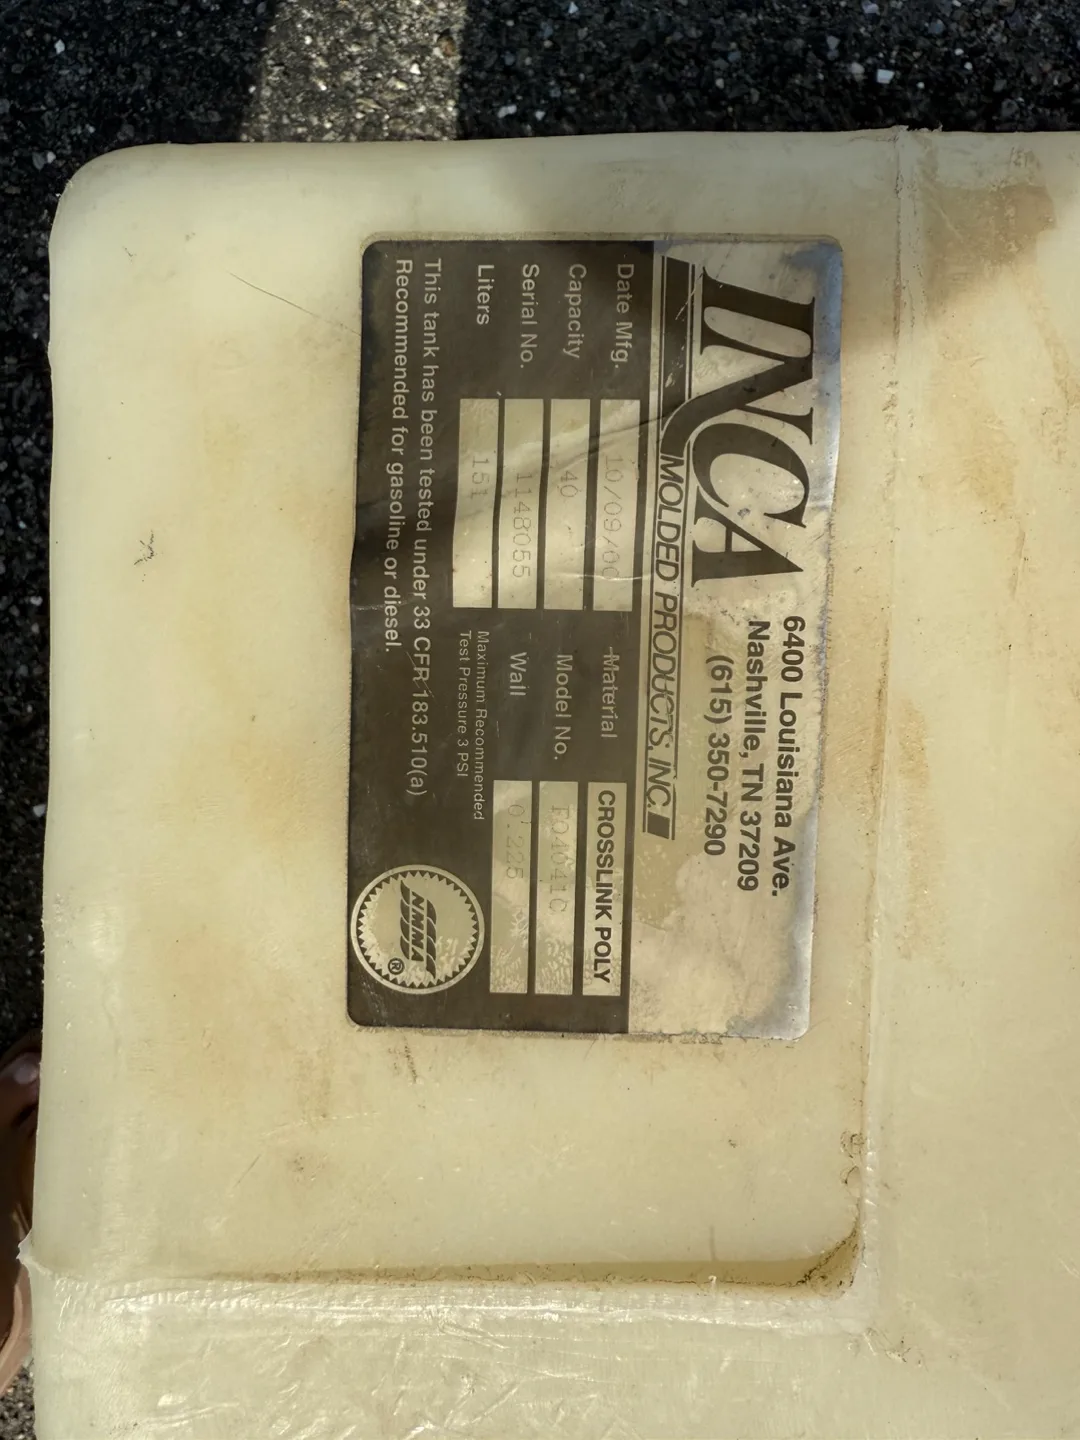 INCA
MOLDED PRODUCTS, INC.
6400 Louisiana Ave.
Nashville, TN 37209
(615) 350-7290
Date Mfg. 10/09/00 Material CROSSLINK POLY
Capacity 40 Model No.
Serial No. 1148055 Wall 0.225
Liters 151 Maximum Recommended
Test Pressure 3 PSI
This tank has been tested under 33 CFR 183.510(a)
Recommended for gasoline or diesel.
NMMA ®